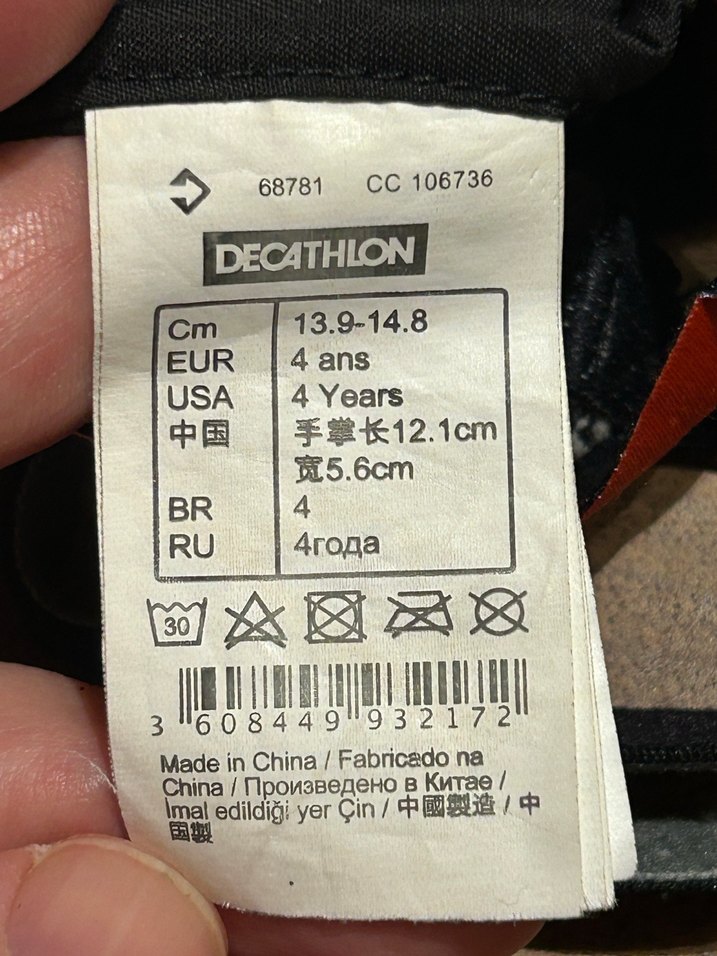 68781 CC 106736
DECATHLON
Cm 13.9-14.8
EUR 4 ans
USA 4 Years
中国 手掌长12.1cm
宽5.6cm
BR 4
RU 4года
30
3 608449 932172
Made in China / Fabricado na
China / Произведено в Китае /
İmal edildiği yer Çin / 中國製造 / 中
国製